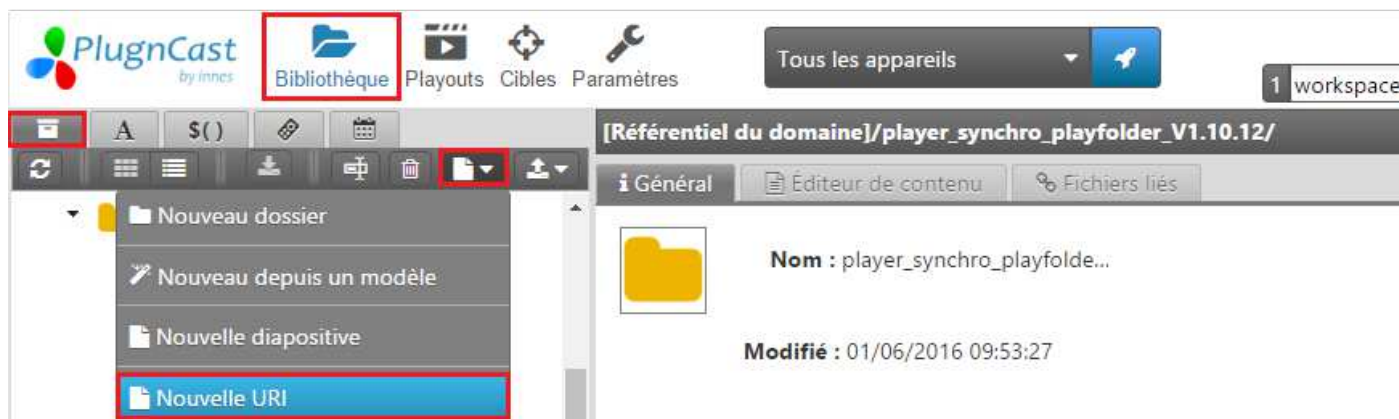 PlugnCast
by innes
Bibliothèque Playouts Cibles Paramètres
Tous les appareils
1 workspace
A $()
[Référentiel du domaine]/player_synchro_playfolder_V1.10.12/
i Général Éditeur de contenu Fichiers liés
Nouveau dossier
Nouveau depuis un modèle
Nouvelle diapositive
Nouvelle URI
Nom : player_synchro_playfolde...
Modifié : 01/06/2016 09:53:27